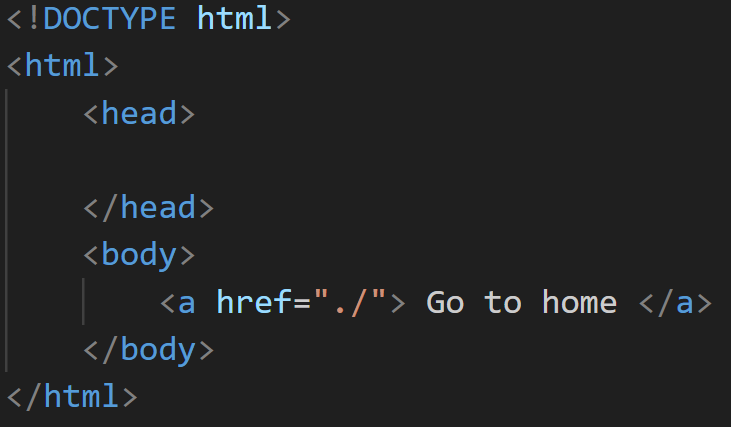 <!DOCTYPE html>
<html>
<head>
</head>
<body>
<a href="./"> Go to home </a>
</body>
</html>